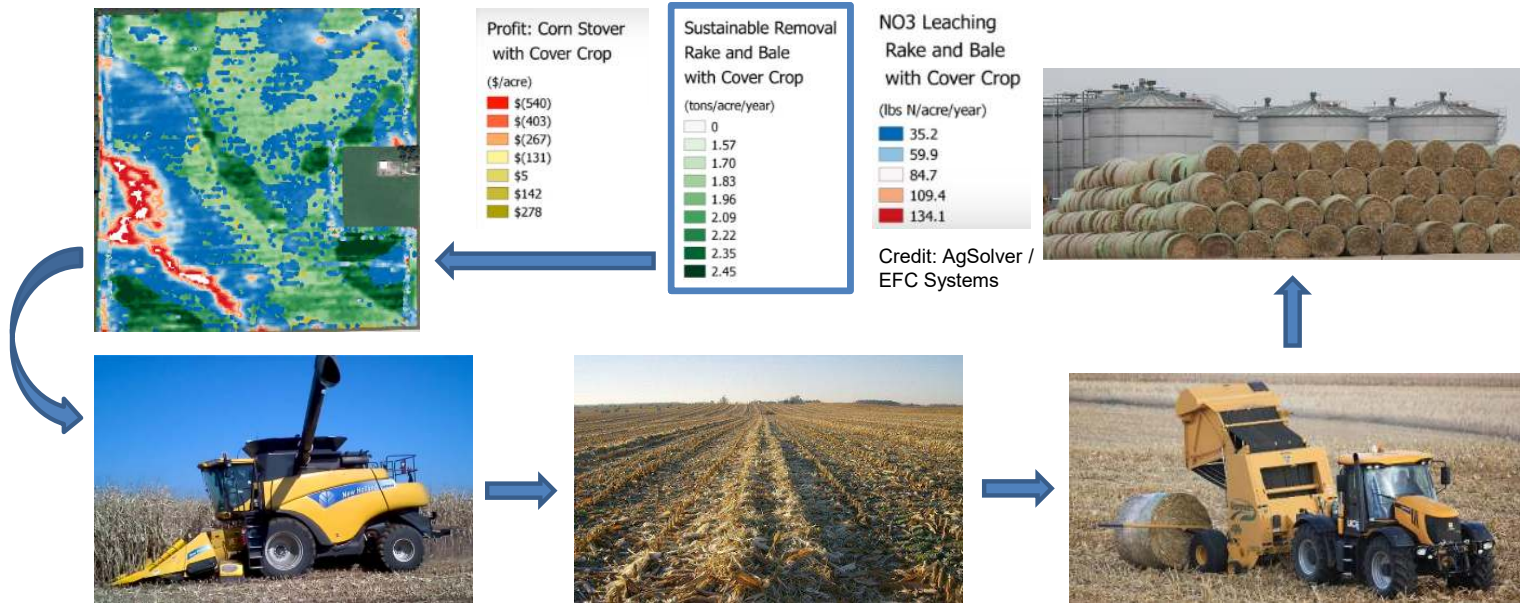 Profit: Corn Stover
with Cover Crop
($/acre)
$(540)
$(403)
$(267)
$(131)
$5
$142
$278
Sustainable Removal
Rake and Bale
with Cover Crop
(tons/acre/year)
0
1.57
1.70
1.83
1.96
2.09
2.22
2.35
2.45
NO3 Leaching
Rake and Bale
with Cover Crop
(lbs N/acre/year)
35.2
59.9
84.7
109.4
134.1
Credit: AgSolver /
EFC Systems
New Holland
JCB